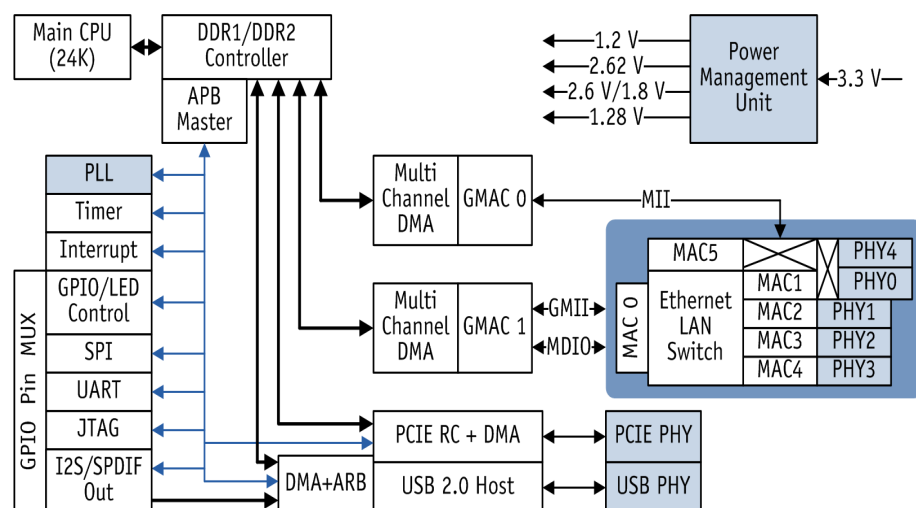 Main CPU
(24K)
DDR1/DDR2
Controller
APB
Master
1.2 V
2.62 V
2.6 V/1.8 V
1.28 V
Power
Management
Unit
3.3 V
PLL
Timer
Interrupt
GPIO/LED
Control
SPI
UART
JTAG
I2S/SPDIF
Out
GPIO Pin MUX
Multi
Channel
DMA
GMAC 0
MII
Multi
Channel
DMA
GMAC 1
GMII
MDIO
MAC 0
MAC5
Ethernet
LAN
Switch
MAC1
MAC2
MAC3
MAC4
PHY4
PHY0
PHY1
PHY2
PHY3
PCIE RC + DMA
PCIE PHY
DMA+ARB
USB 2.0 Host
USB PHY